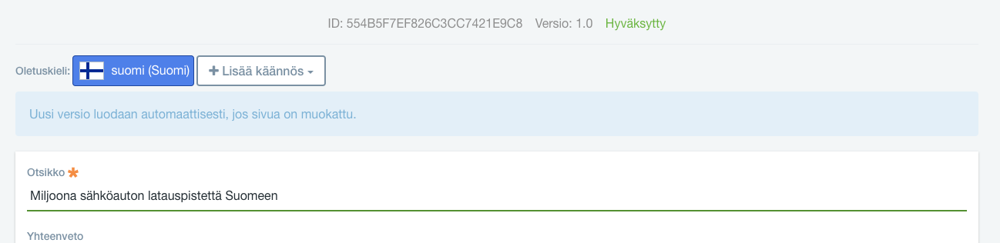 ID: 554B5F7EF826C3CC7421E9C8 Versio: 1.0 Hyväksytty
Oletuskieli: suomi (Suomi) Lisää käännös
Uusi versio luodaan automaattisesti, jos sivua on muokattu.
Otsikko
Miljoona sähköauton latauspistettä Suomeen
Yhteenveto